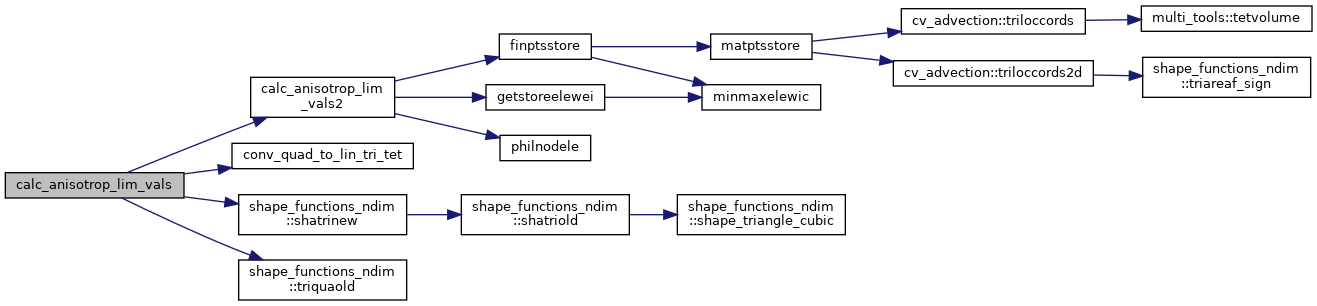 calc_anisotrop_lim_vals
calc_anisotrop_lim
_vals2
finptsstore
matptsstore
cv_advection::triloccords
multi_tools::tetvolume
cv_advection::triloccords2d
shape_functions_ndim
::triareaf_sign
minmaxelewic
getstoreelewei
philnodele
conv_quad_to_lin_tri_tet
shape_functions_ndim
::shatrinew
shape_functions_ndim
::shatriold
shape_functions_ndim
::shape_triangle_cubic
shape_functions_ndim
::triquaold